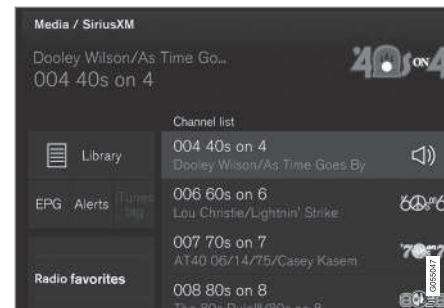 Media / SiriusXM
Dooley Wilson/As Time Go...
004 40s on 4
'40s ON 4
Channel list
Library
004 40s on 4
Dooley Wilson/As Time Goes By
EPG Alerts Tunes tag
006 60s on 6
Lou Christie/Lightnin' Strike
007 70s on 7
AT40 06/14/75/Casey Kasem
Radio favorites
008 80s on 8
G055047